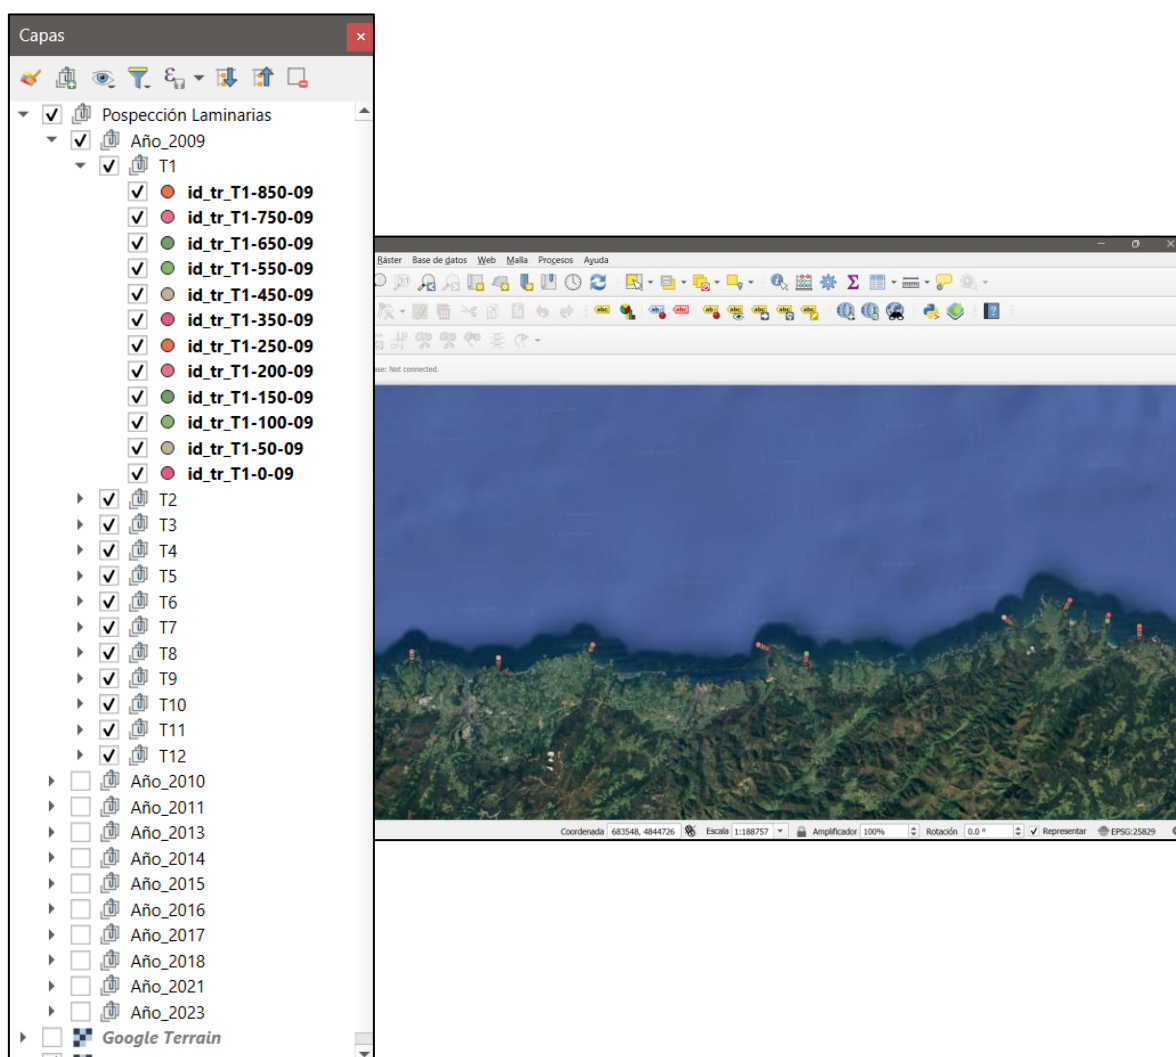 Capas
Pospección Laminarias
Año_2009
T1
id_tr_T1-850-09
id_tr_T1-750-09
id_tr_T1-650-09
id_tr_T1-550-09
id_tr_T1-450-09
id_tr_T1-350-09
id_tr_T1-250-09
id_tr_T1-200-09
id_tr_T1-150-09
id_tr_T1-100-09
id_tr_T1-50-09
id_tr_T1-0-09
T2
T3
T4
T5
T6
T7
T8
T9
T10
T11
T12
Año_2010
Año_2011
Año_2013
Año_2014
Año_2015
Año_2016
Año_2017
Año_2018
Año_2021
Año_2023
Google Terrain
Ráster Base de datos Web Malla Procesos Ayuda
ase: Not connected.
Coordenada 683548, 4844726 Escala 1:188757 Amplificador 100% Rotación 0.0 ° Representar EPSG:25829